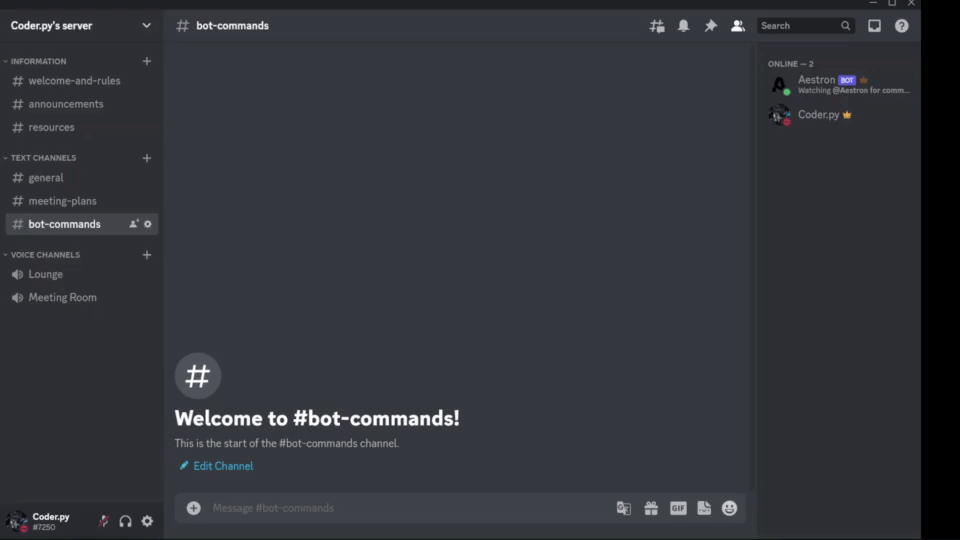 Coder.py's server
INFORMATION
welcome-and-rules
announcements
resources
TEXT CHANNELS
general
meeting-plans
bot-commands
VOICE CHANNELS
Lounge
Meeting Room
Coder.py
#7250
bot-commands
Search
Welcome to #bot-commands!
This is the start of the #bot-commands channel.
Edit Channel
Message #bot-commands
GIF
ONLINE — 2
Aestron BOT
Watching @Aestron for comm...
Coder.py